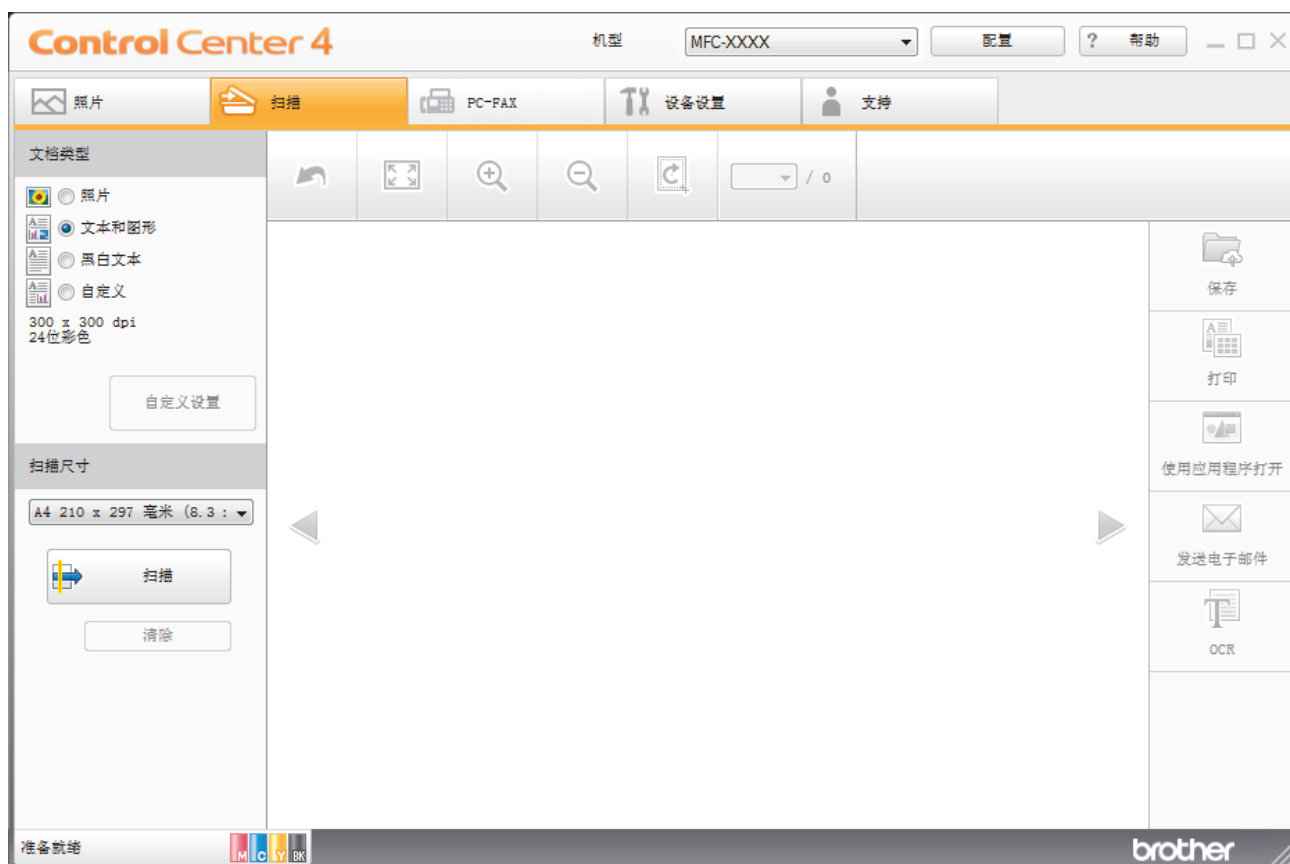 Control Center 4
机型
MFC-XXXX
配置
? 帮助
照片
扫描
PC-FAX
设备设置
支持
文档类型
照片
文本和图形
黑白文本
自定义
300 x 300 dpi
24位彩色
自定义设置
扫描尺寸
A4 210 x 297 毫米 (8.3 :
扫描
清除
/ 0
保存
打印
使用应用程序打开
发送电子邮件
OCR
准备就绪
M C Y BK
brother